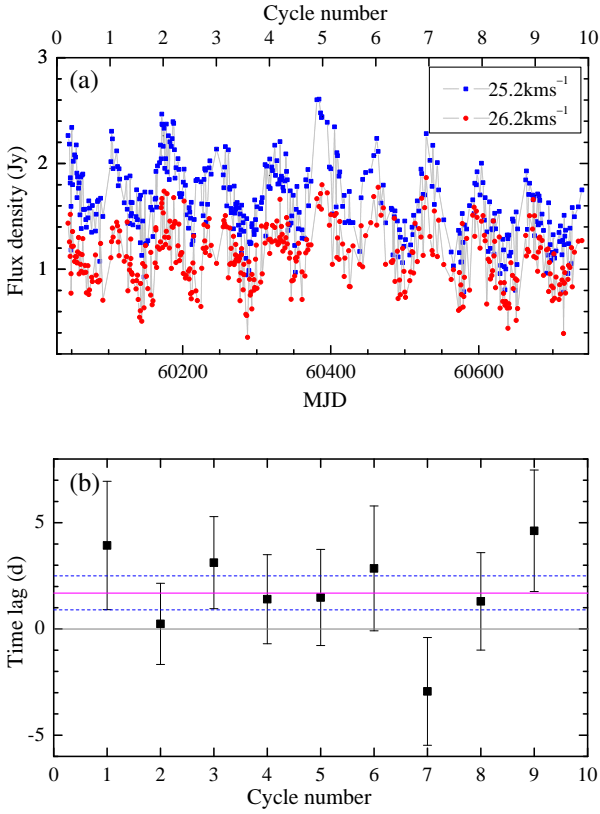 Cycle number
0 1 2 3 4 5 6 7 8 9 10
(a)
25.2kms⁻¹
26.2kms⁻¹
3
2
1
Flux density (Jy)
60200 60400 60600
MJD
(b)
5
0
-5
Time lag (d)
0 1 2 3 4 5 6 7 8 9 10
Cycle number